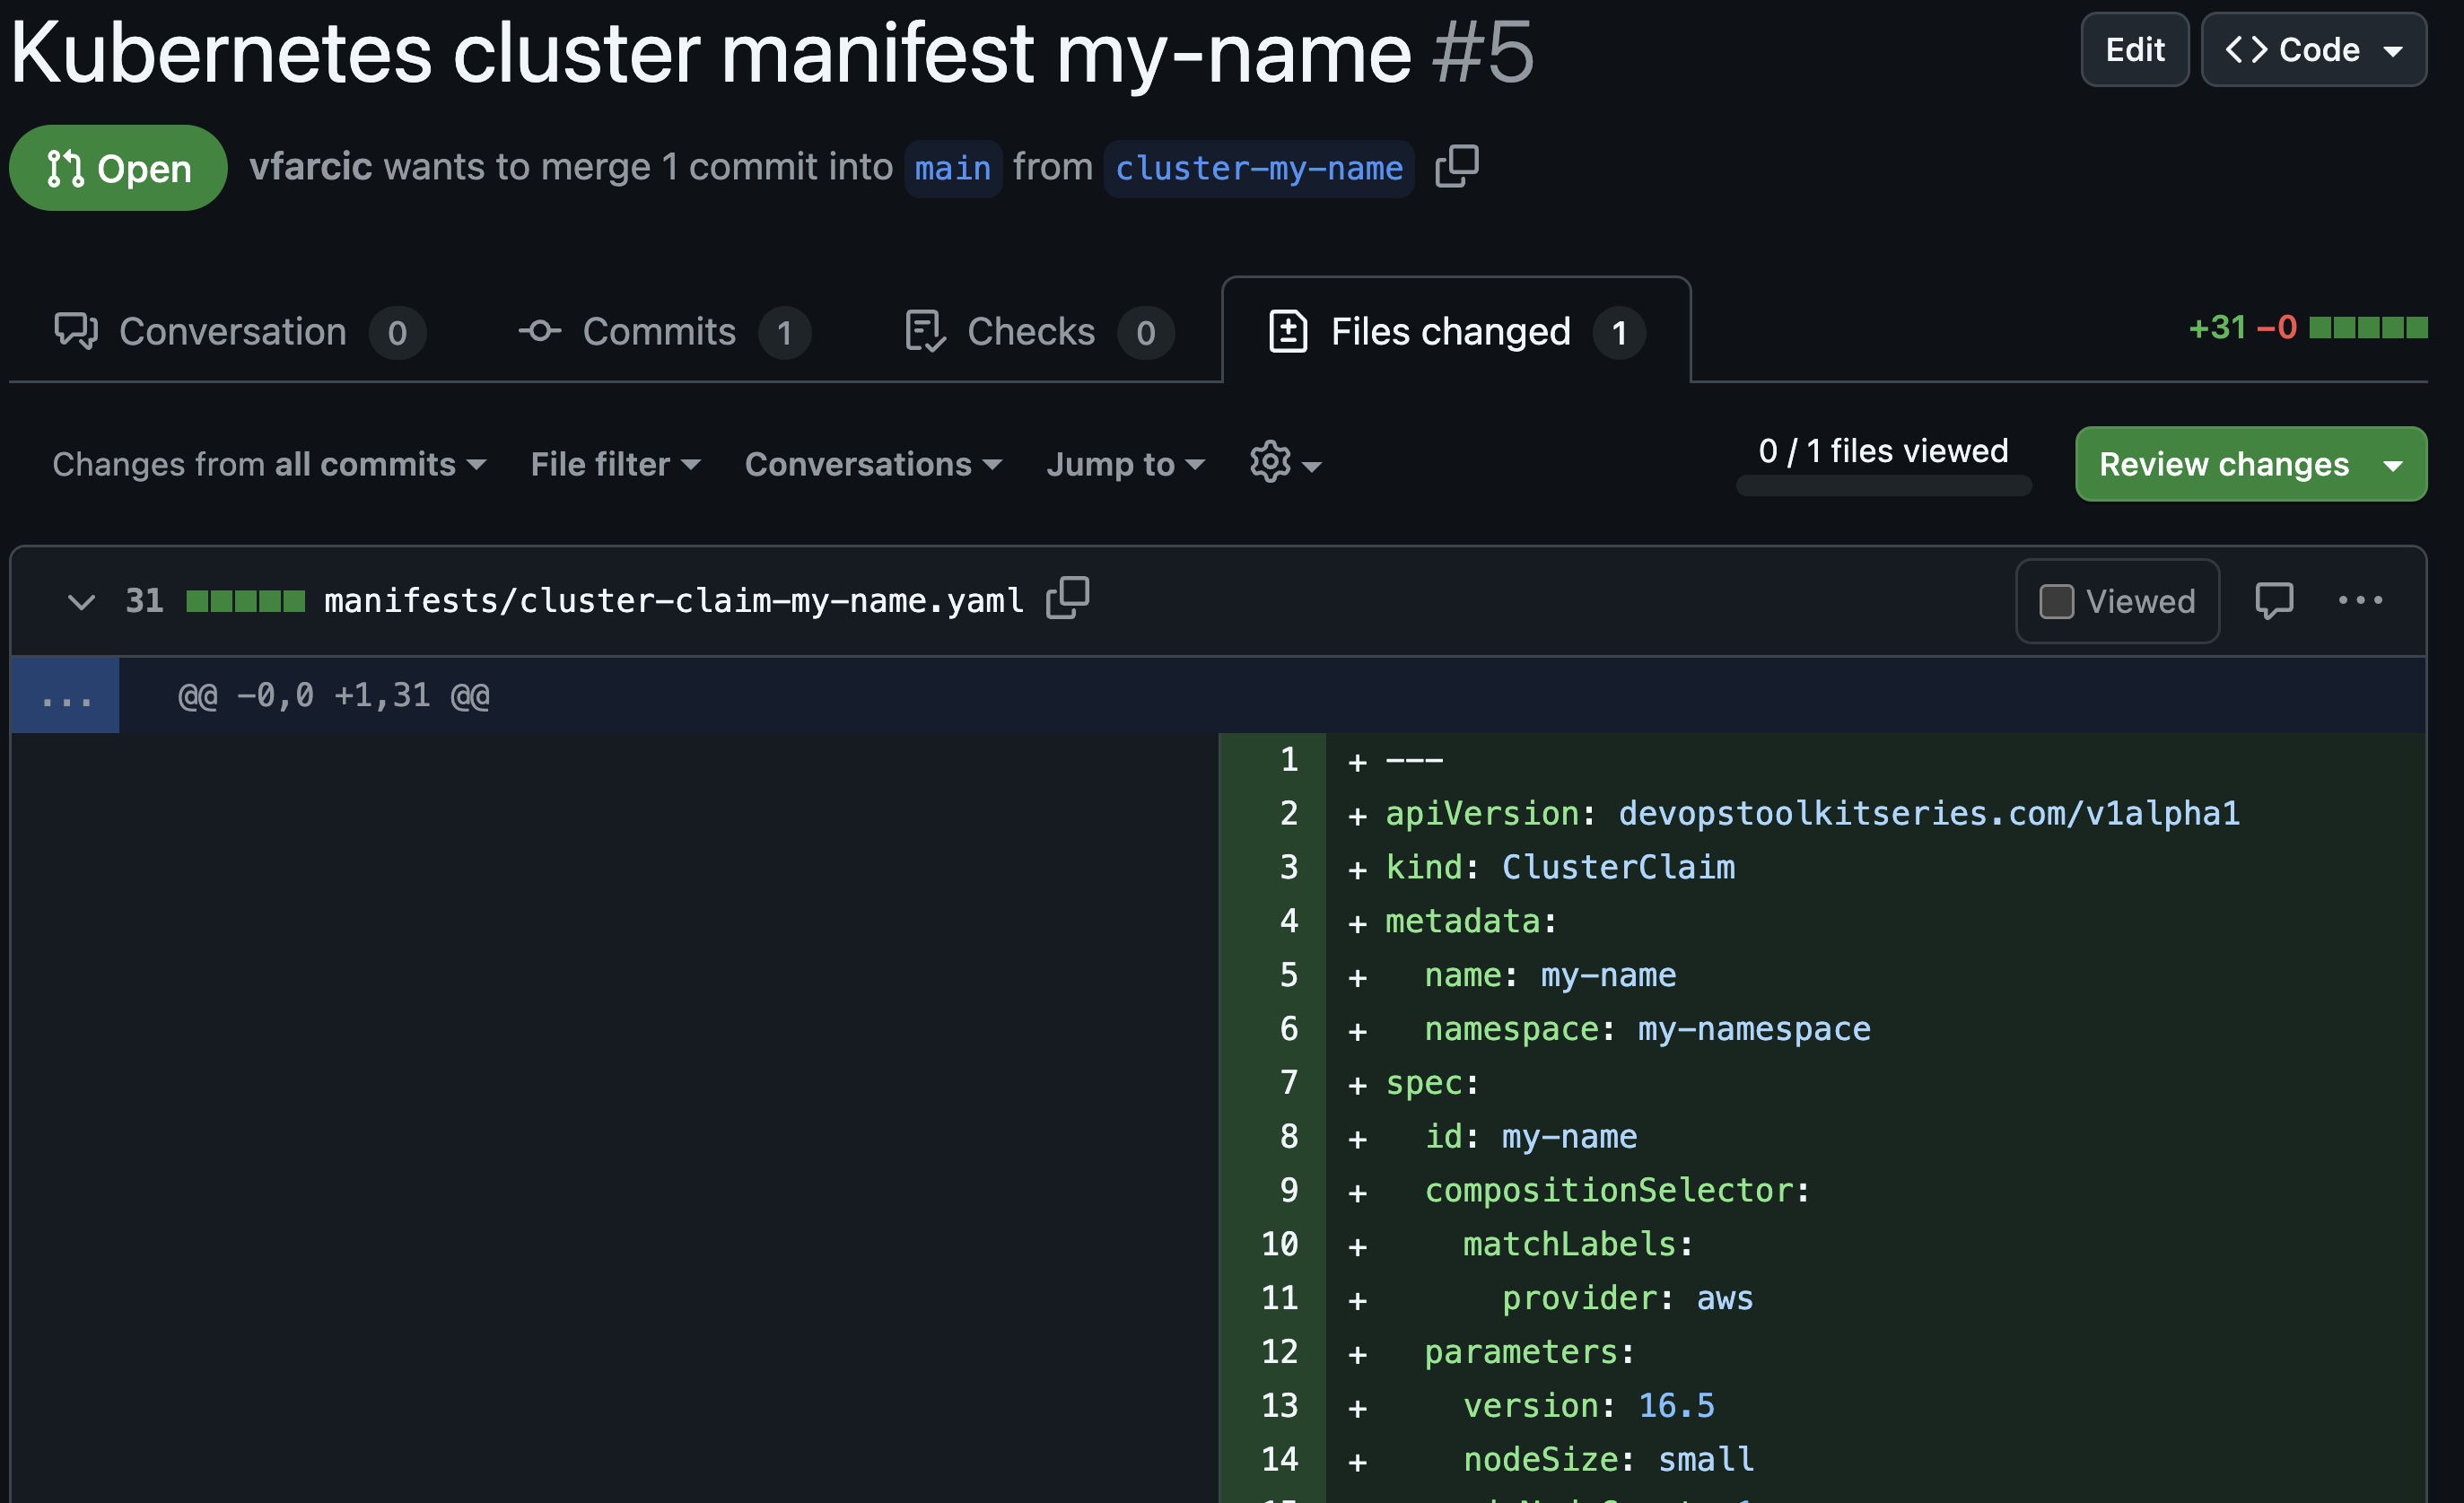 Kubernetes cluster manifest my-name #5
Edit
<> Code
Open
vfarcic wants to merge 1 commit into main from cluster-my-name
Conversation 0
Commits 1
Checks 0
Files changed 1
+31 −0
Changes from all commits
File filter
Conversations
Jump to
0 / 1 files viewed
Review changes
31 manifests/cluster-claim-my-name.yaml
Viewed
...
@@ -0,0 +1,31 @@
1 + ---
2 + apiVersion: devopstoolkitseries.com/v1alpha1
3 + kind: ClusterClaim
4 + metadata:
5 +   name: my-name
6 +   namespace: my-namespace
7 + spec:
8 +   id: my-name
9 +   compositionSelector:
10 +     matchLabels:
11 +       provider: aws
12 +   parameters:
13 +     version: 16.5
14 +     nodeSize: small